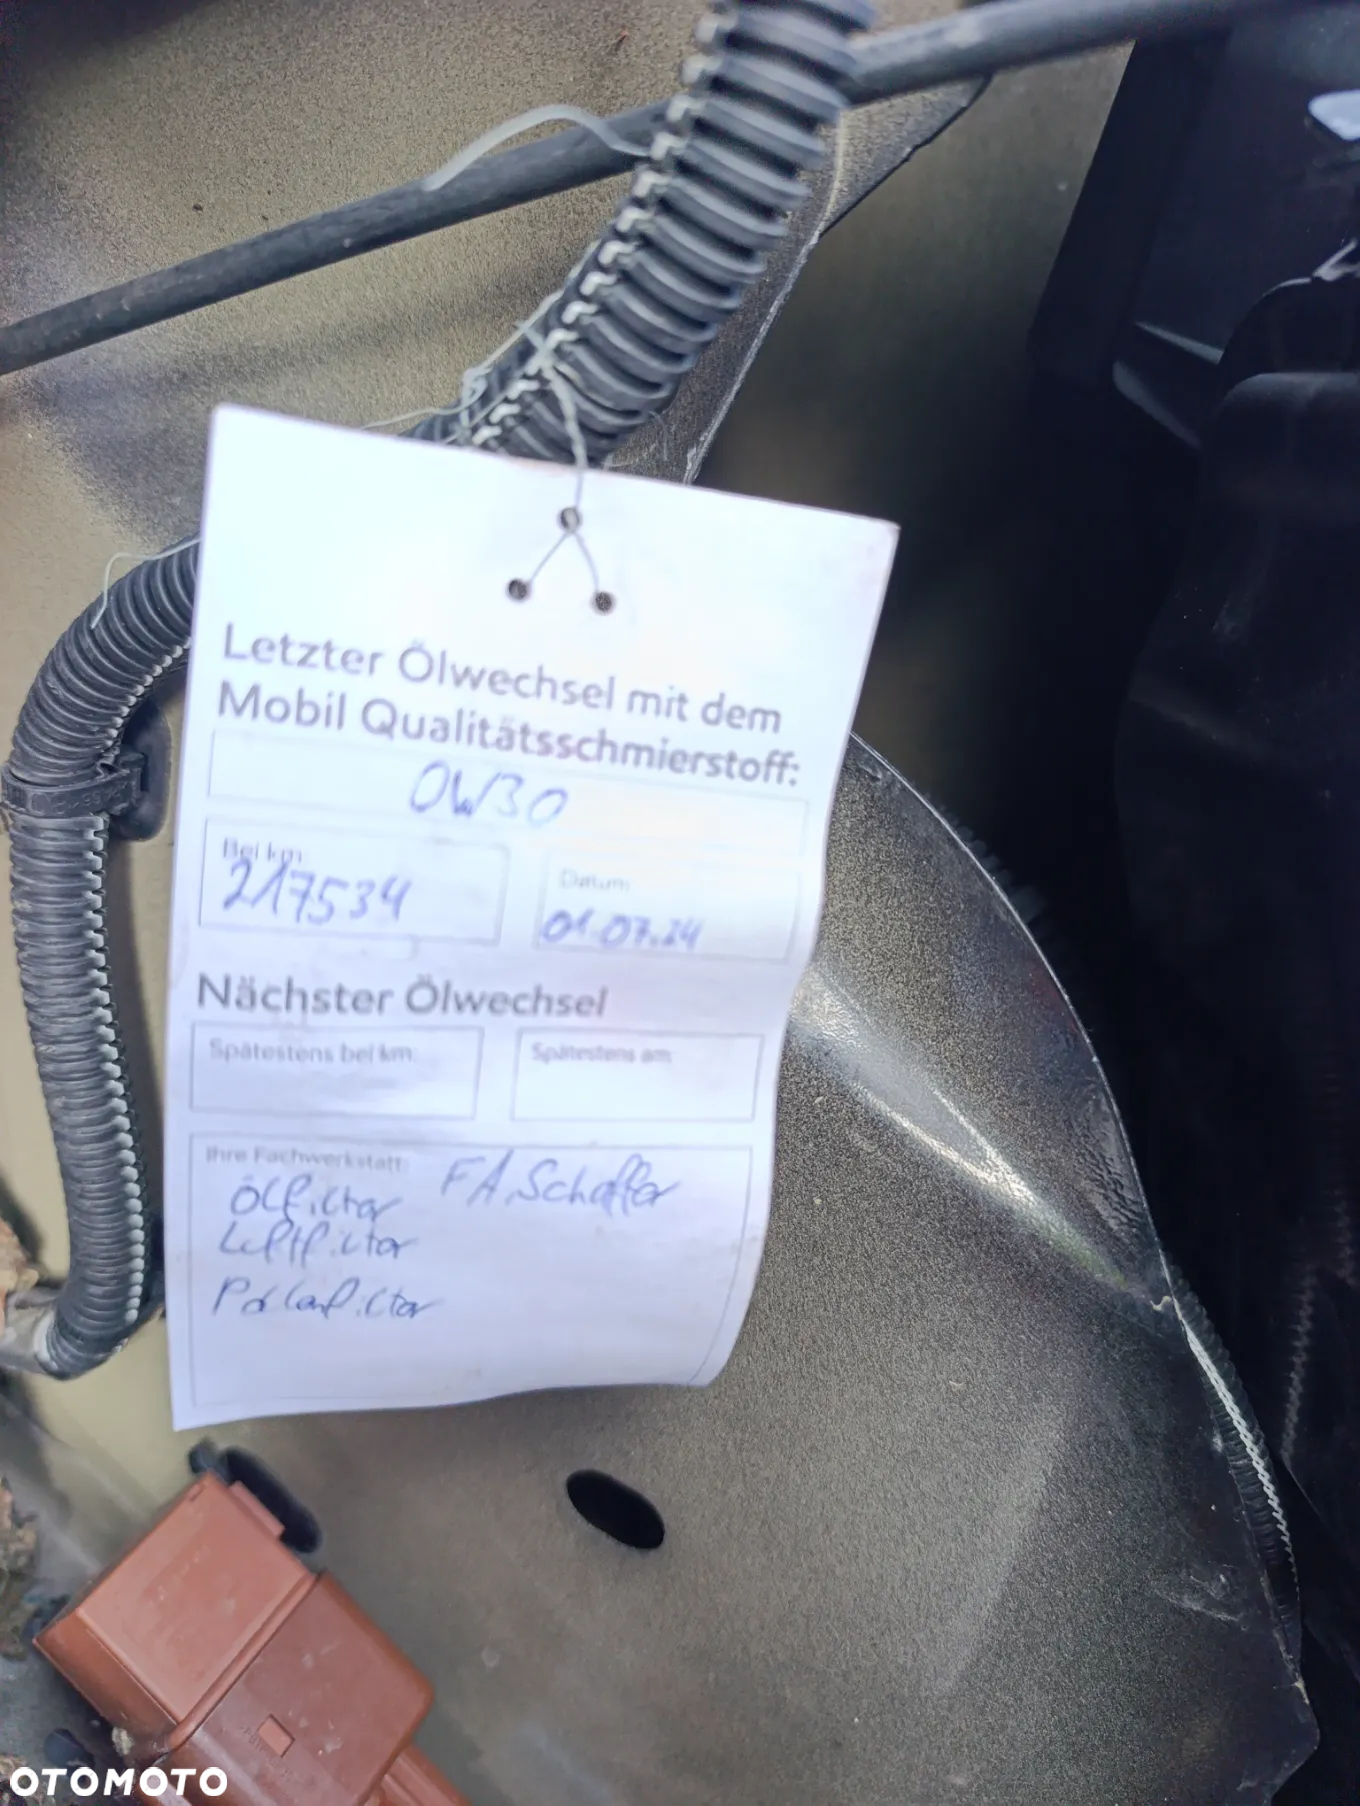 Letzter Ölwechsel mit dem
Mobil Qualitätsschmierstoff:
0W30
Bei km: Datum:
217534 01.07.24
Nächster Ölwechsel
Spätestens bei km: Spätestens am:
Ihre Fachwerkstatt: FA. Schaffer
Ölfilter
Luftfilter
Pollenfilter
OTOMOTO